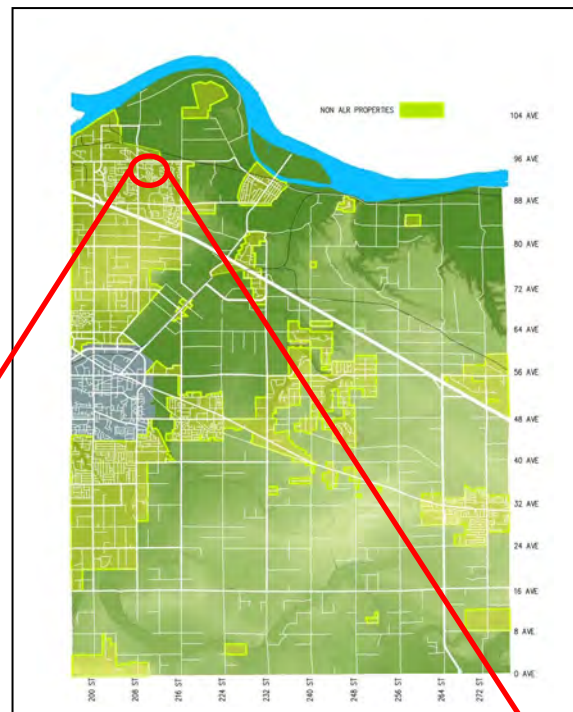 NON ALR PROPERTIES
104 AVE
96 AVE
88 AVE
80 AVE
72 AVE
64 AVE
56 AVE
48 AVE
40 AVE
32 AVE
24 AVE
16 AVE
8 AVE
0 AVE
200 ST
208 ST
216 ST
224 ST
232 ST
240 ST
248 ST
256 ST
264 ST
272 ST